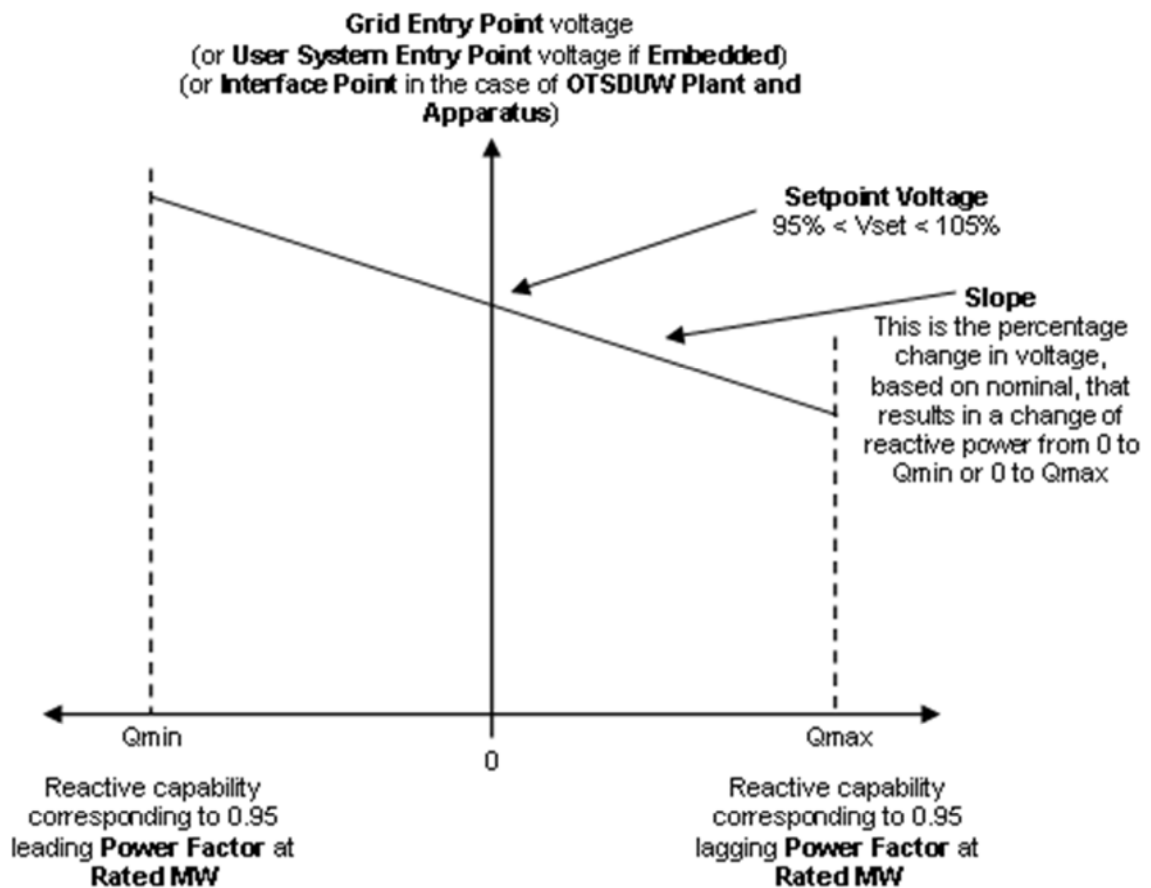 Grid Entry Point voltage
(or User System Entry Point voltage if Embedded)
(or Interface Point in the case of OTSDUW Plant and
Apparatus)
Setpoint Voltage
95% < Vset < 105%
Slope
This is the percentage
change in voltage,
based on nominal, that
results in a change of
reactive power from 0 to
Qmin or 0 to Qmax
Qmin
0
Qmax
Reactive capability
corresponding to 0.95
leading Power Factor at
Rated MW
Reactive capability
corresponding to 0.95
lagging Power Factor at
Rated MW